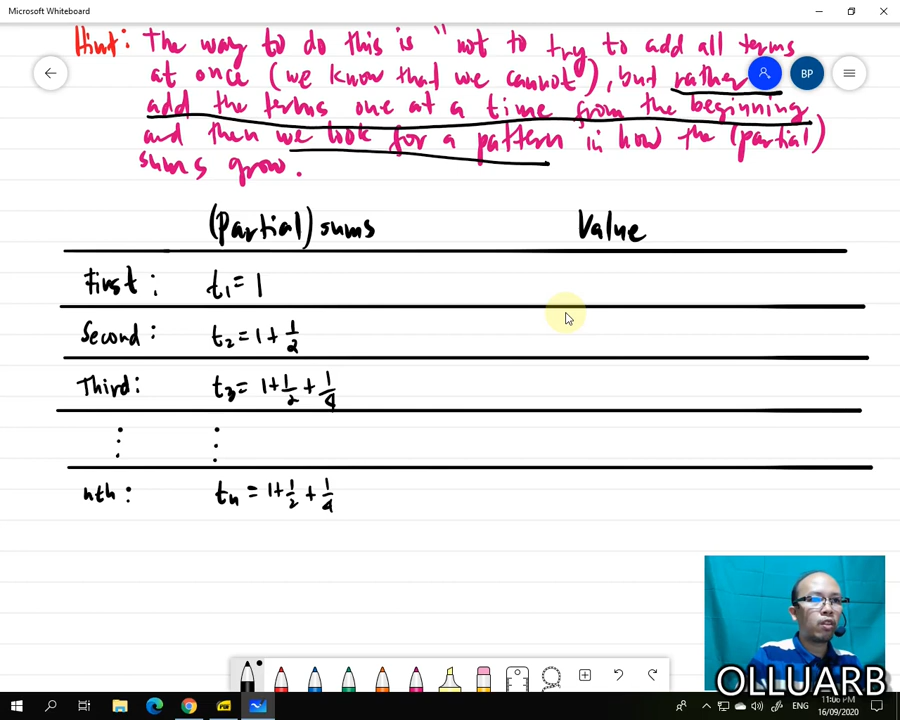 Microsoft Whiteboard
Hint: The way to do this is "not to try to add all terms
at once (we know that we cannot), but rather
add the terms one at a time from the beginning
and then we look for a pattern in how the (partial)
sums grow.
BP
(Partial) sums Value
First: t₁ = 1
Second: t₂ = 1 + 1/2
Third: t₃ = 1 + 1/2 + 1/4
⋮ ⋮
nth: tₙ = 1 + 1/2 + 1/4
OLLUARB
ENG
11:06 PM
16/09/2020